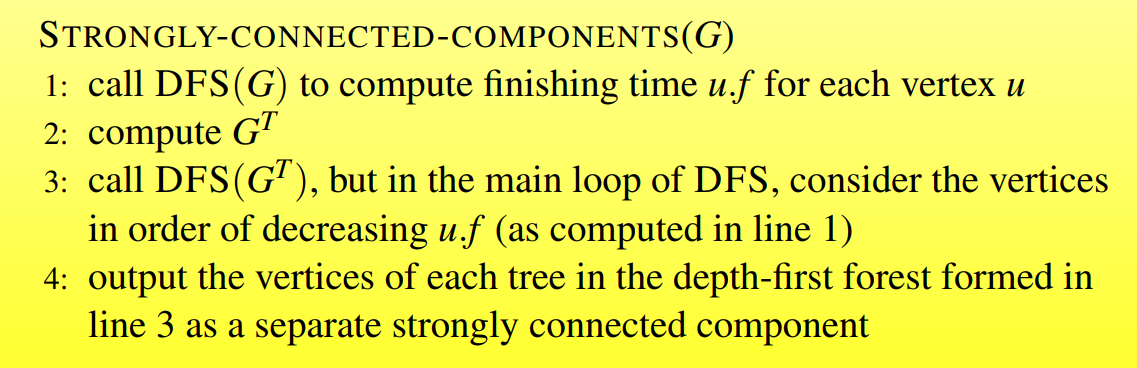 STRONGLY-CONNECTED-COMPONENTS(G)
1: call DFS(G) to compute finishing time u.f for each vertex u
2: compute Gᵀ
3: call DFS(Gᵀ), but in the main loop of DFS, consider the vertices
in order of decreasing u.f (as computed in line 1)
4: output the vertices of each tree in the depth-first forest formed in
line 3 as a separate strongly connected component